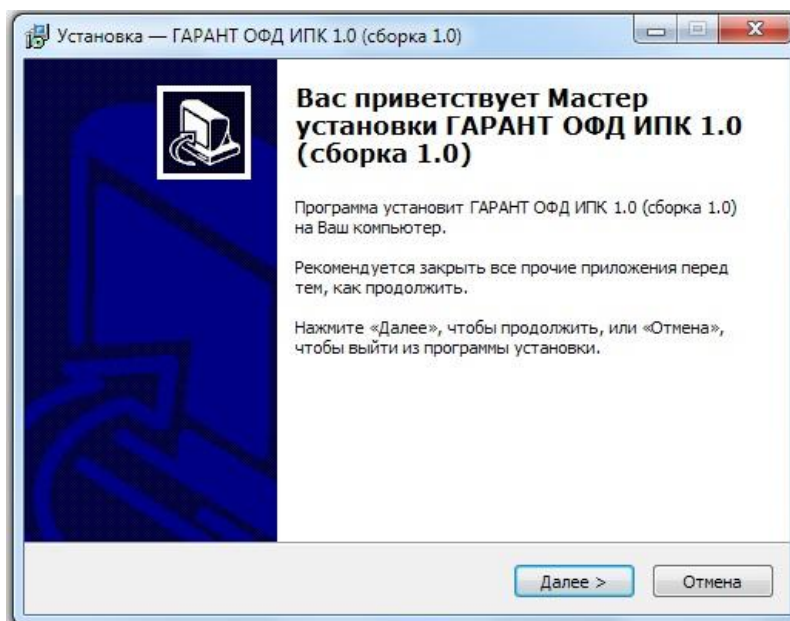 Установка — ГАРАНТ ОФД ИПК 1.0 (сборка 1.0)
Вас приветствует Мастер
установки ГАРАНТ ОФД ИПК 1.0
(сборка 1.0)
Программа установит ГАРАНТ ОФД ИПК 1.0 (сборка 1.0)
на Ваш компьютер.
Рекомендуется закрыть все прочие приложения перед
тем, как продолжить.
Нажмите «Далее», чтобы продолжить, или «Отмена»,
чтобы выйти из программы установки.
Далее >
Отмена